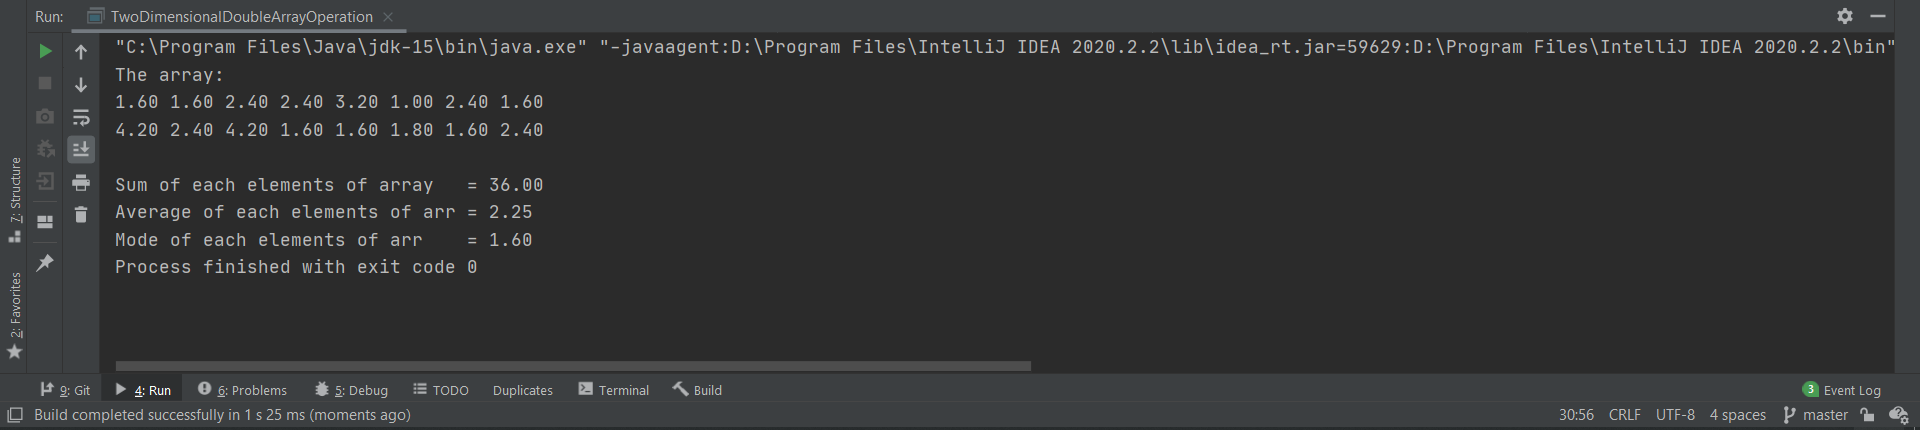 Run: TwoDimensionalDoubleArrayOperation
"C:\Program Files\Java\jdk-15\bin\java.exe" "-javaagent:D:\Program Files\IntelliJ IDEA 2020.2.2\lib\idea_rt.jar=59629:D:\Program Files\IntelliJ IDEA 2020.2.2\bin"
The array:
1.60 1.60 2.40 2.40 3.20 1.00 2.40 1.60
4.20 2.40 4.20 1.60 1.60 1.80 1.60 2.40
Sum of each elements of array   = 36.00
Average of each elements of arr = 2.25
Mode of each elements of arr    = 1.60
Process finished with exit code 0
7: Structure
2: Favorites
9: Git 4: Run 6: Problems 5: Debug TODO Duplicates Terminal Build 3 Event Log
Build completed successfully in 1 s 25 ms (moments ago) 30:56 CRLF UTF-8 4 spaces master